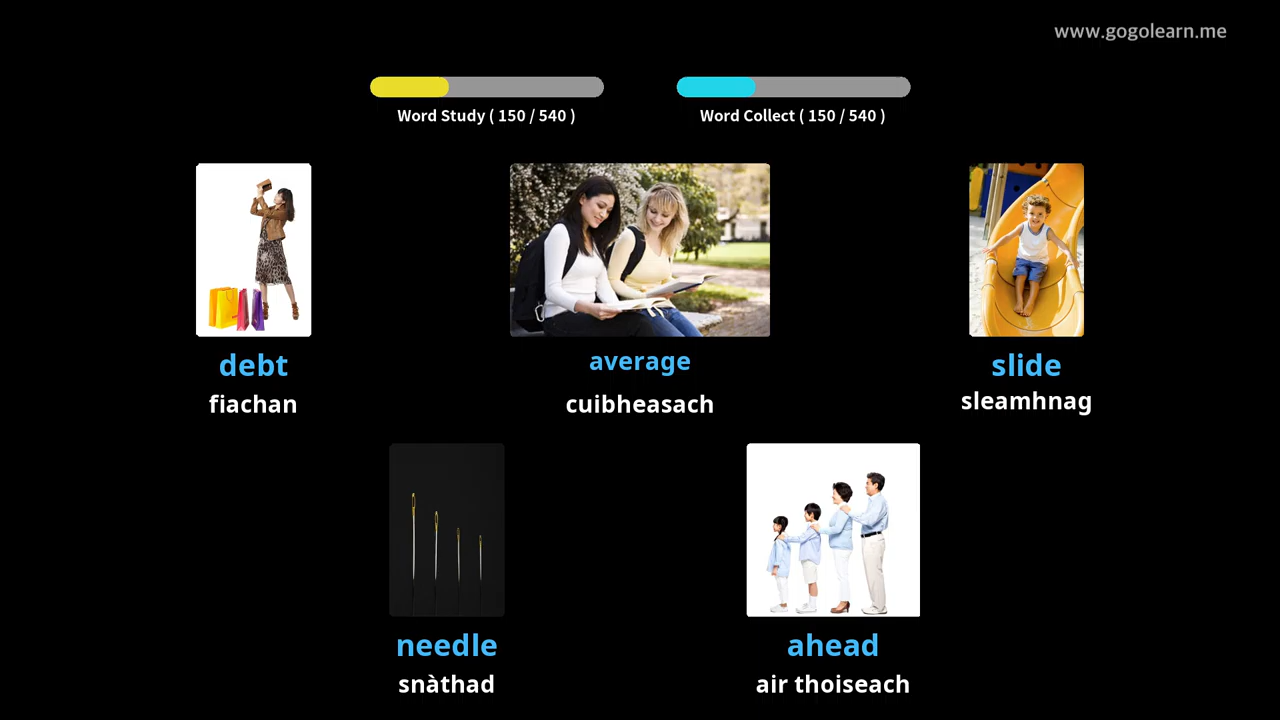 www.gogolearn.me
Word Study ( 150 / 540 )
Word Collect ( 150 / 540 )
debt
fiachan
average
cuibheasach
slide
sleamhnag
needle
snàthad
ahead
air thoiseach